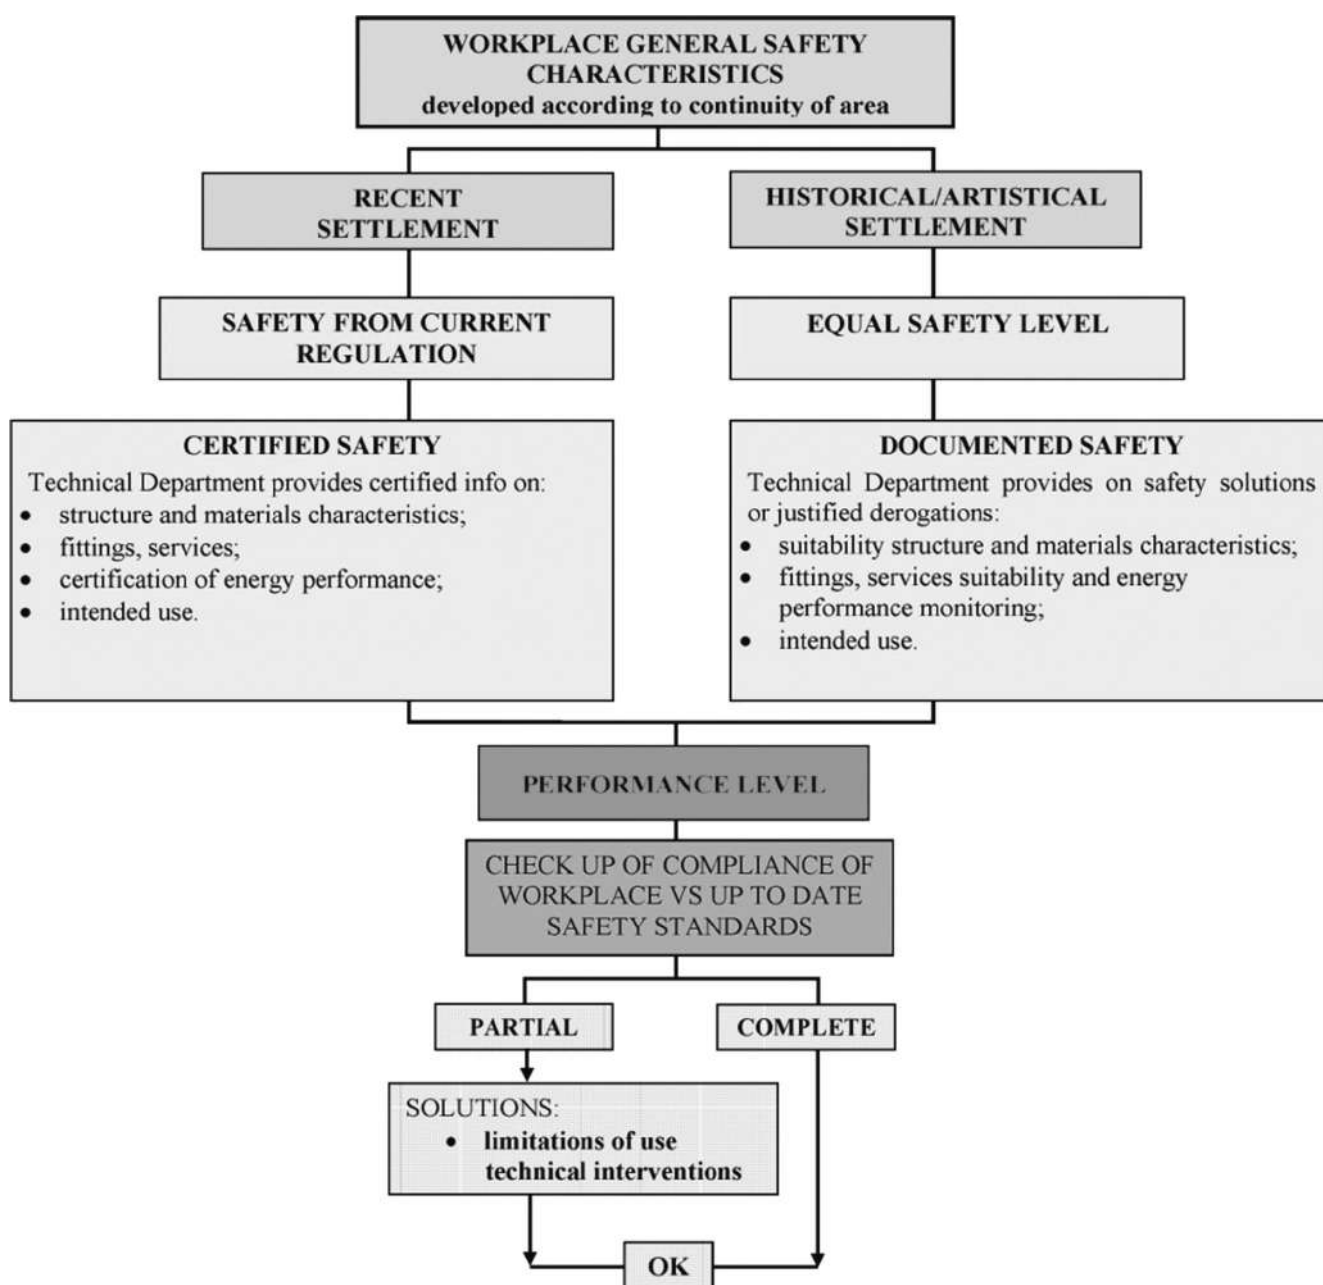 WORKPLACE GENERAL SAFETY
CHARACTERISTICS
developed according to continuity of area
RECENT
SETTLEMENT
HISTORICAL/ARTISTICAL
SETTLEMENT
SAFETY FROM CURRENT
REGULATION
EQUAL SAFETY LEVEL
CERTIFIED SAFETY
Technical Department provides certified info on:
• structure and materials characteristics;
• fittings, services;
• certification of energy performance;
• intended use.
DOCUMENTED SAFETY
Technical Department provides on safety solutions
or justified derogations:
• suitability structure and materials characteristics;
• fittings, services suitability and energy
performance monitoring;
• intended use.
PERFORMANCE LEVEL
CHECK UP OF COMPLIANCE OF
WORKPLACE VS UP TO DATE
SAFETY STANDARDS
PARTIAL
COMPLETE
SOLUTIONS:
• limitations of use
technical interventions
OK